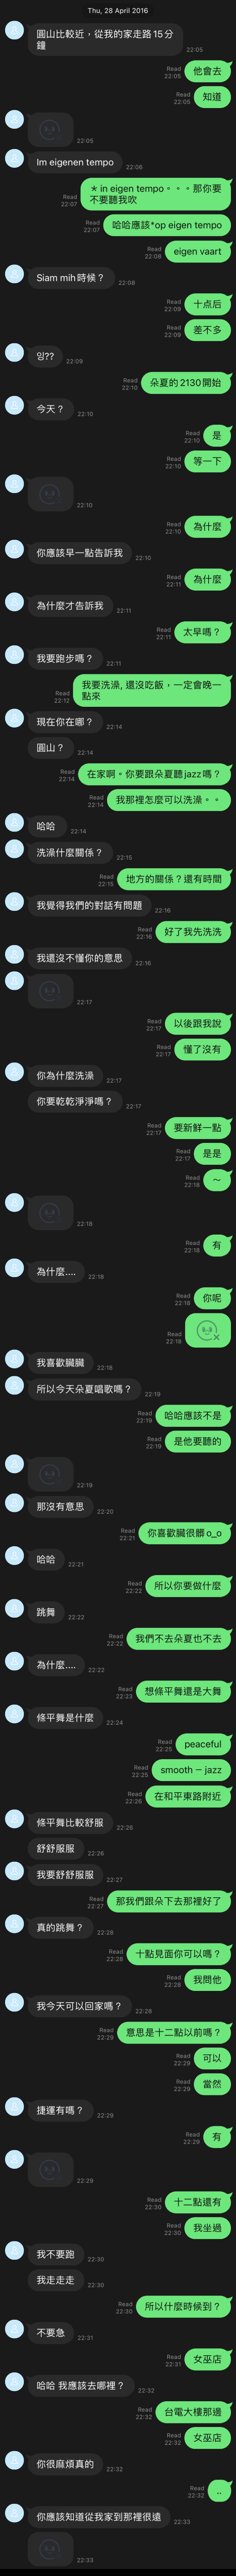 Thu, 28 April 2016
圓山比較近，從我的家走路15分
鐘
22:05
Read
22:05
他會去
Read
22:05
知道
22:05
Im eigenen tempo
22:06
Read
22:07
＊in eigen tempo。。。那你要
不要聽我吹
Read
22:07
哈哈應該*op eigen tempo
Read
22:08
eigen vaart
Siam mih時候？
22:08
Read
22:09
十点后
Read
22:09
差不多
잉??
22:09
Read
22:10
朵夏的2130開始
今天？
22:10
Read
22:10
是
Read
22:10
等一下
22:10
Read
22:10
為什麼
你應該早一點告訴我
22:10
Read
22:11
為什麼
為什麼才告訴我
22:11
Read
22:11
太早嗎？
我要跑步嗎？
22:11
Read
22:12
我要洗澡, 還沒吃飯，一定會晚一
點來
現在你在哪？
22:14
圓山？
22:14
Read
22:14
在家啊。你要跟朵夏聽jazz嗎？
Read
22:14
我那裡怎麼可以洗澡。。
哈哈
22:14
洗澡什麼關係？
22:15
Read
22:15
地方的關係？還有時間
我覺得我們的對話有問題
22:16
Read
22:16
好了我先洗洗
我還沒不懂你的意思
22:16
22:17
Read
22:17
以後跟我說
Read
22:17
懂了沒有
你為什麼洗澡
22:17
你要乾乾淨淨嗎？
22:17
Read
22:17
要新鮮一點
Read
22:17
是是
Read
22:18
～
22:18
Read
22:18
有
為什麼....
22:18
Read
22:18
你呢
Read
22:18
我喜歡臟臟
22:18
所以今天朵夏唱歌嗎？
22:19
Read
22:19
哈哈應該不是
Read
22:19
是他要聽的
22:19
那沒有意思
22:20
Read
22:21
你喜歡臟很髒o_o
哈哈
22:21
Read
22:22
所以你要做什麼
跳舞
22:22
Read
22:22
我們不去朵夏也不去
為什麼....
22:22
Read
22:23
想條平舞還是大舞
修平舞是什麼
22:24
Read
22:25
peaceful
Read
22:25
smooth – jazz
Read
22:26
在和平東路附近
條平舞比較舒服
22:26
舒舒服服
22:26
我要舒舒服服
22:27
Read
22:27
那我們跟朵下去那裡好了
真的跳舞？
22:28
Read
22:28
十點見面你可以嗎？
Read
22:28
我問他
我今天可以回家嗎？
22:28
Read
22:29
意思是十二點以前嗎？
Read
22:29
可以
Read
22:29
當然
捷運有嗎？
22:29
Read
22:29
有
22:29
Read
22:30
十二點還有
Read
22:30
我坐過
我不要跑
22:30
我走走走
22:30
Read
22:30
所以什麼時候到？
不要急
22:31
Read
22:31
女巫店
哈哈 我應該去哪裡？
22:32
Read
22:32
台電大樓那邊
Read
22:32
女巫店
你很麻煩真的
22:32
Read
22:32
..
你應該知道從我家到那裡很遠
22:33
22:33